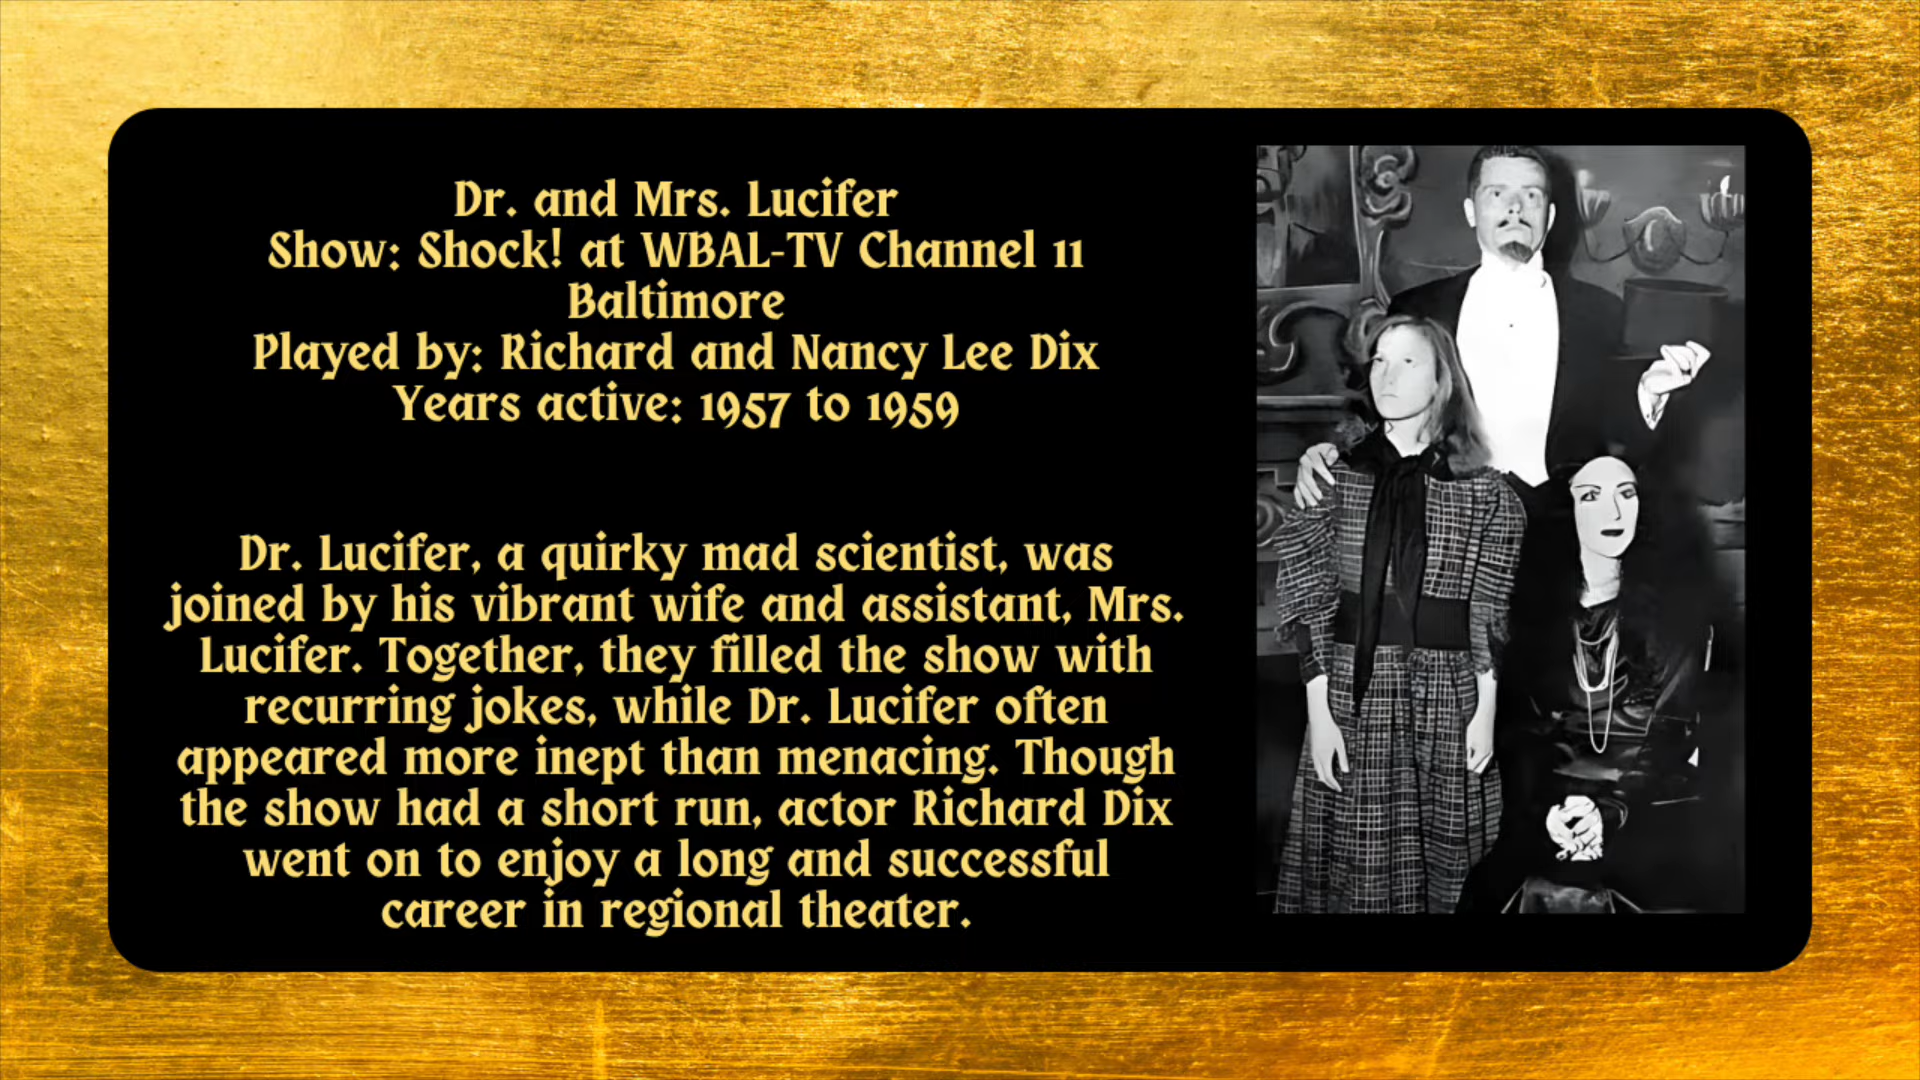 Dr. and Mrs. Lucifer
Show: Shock! at WBAL-TV Channel 11
Baltimore
Played by: Richard and Nancy Lee Dix
Years active: 1957 to 1959
Dr. Lucifer, a quirky mad scientist, was
joined by his vibrant wife and assistant, Mrs.
Lucifer. Together, they filled the show with
recurring jokes, while Dr. Lucifer often
appeared more inept than menacing. Though
the show had a short run, actor Richard Dix
went on to enjoy a long and successful
career in regional theater.